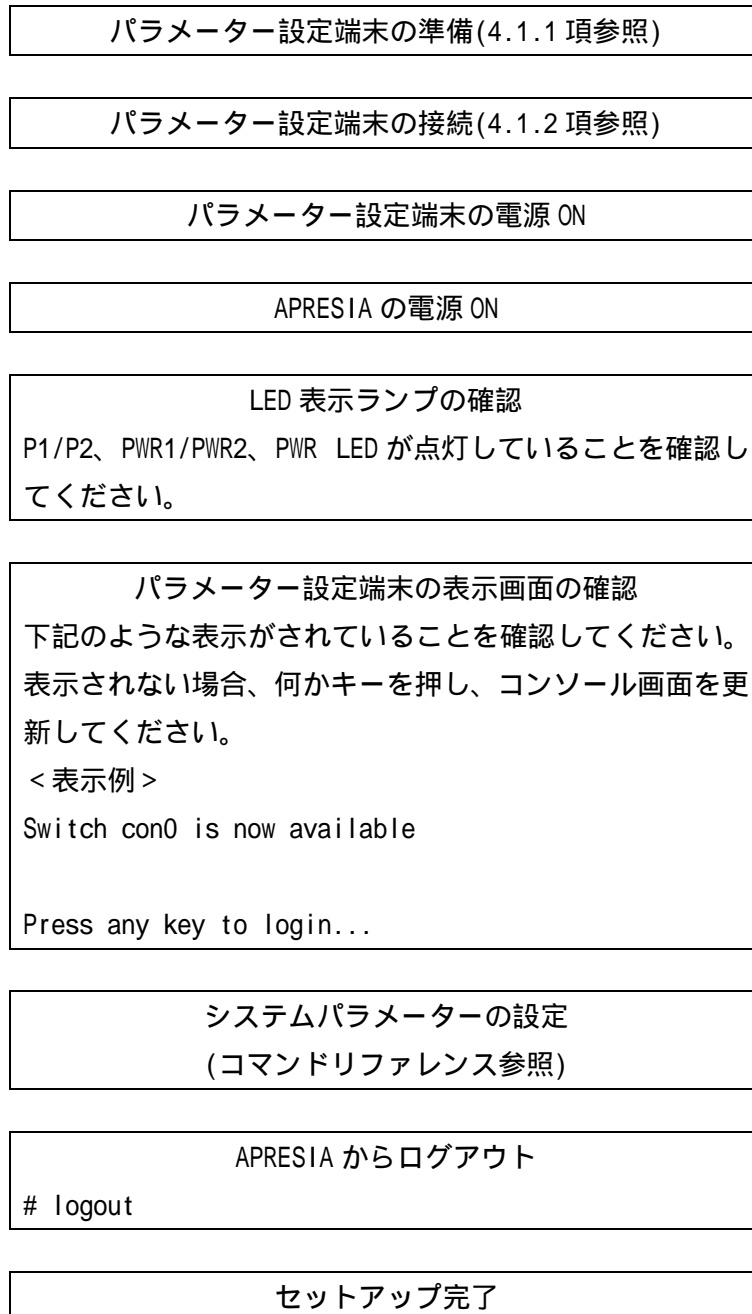 パラメーター設定端末の準備(4.1.1項参照)
パラメーター設定端末の接続(4.1.2項参照)
パラメーター設定端末の電源 ON
APRESIA の電源 ON
LED 表示ランプの確認
P1/P2、PWR1/PWR2、PWR LED が点灯していることを確認し
てください。
パラメーター設定端末の表示画面の確認
下記のような表示がされていることを確認してください。
表示されない場合、何かキーを押し、コンソール画面を更
新してください。
<表示例>
Switch con0 is now available
Press any key to login...
システムパラメーターの設定
(コマンドリファレンス参照)
APRESIA からログアウト
# logout
セットアップ完了